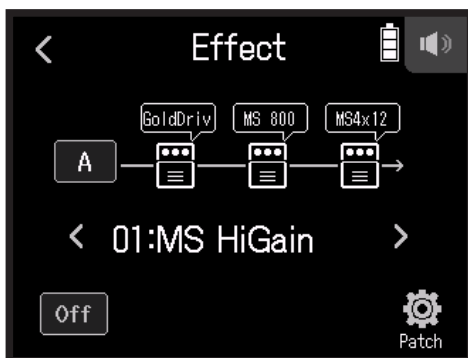 Effect
GoldDriv MS 800 MS4x12
A
01:MS HiGain
Off
Patch